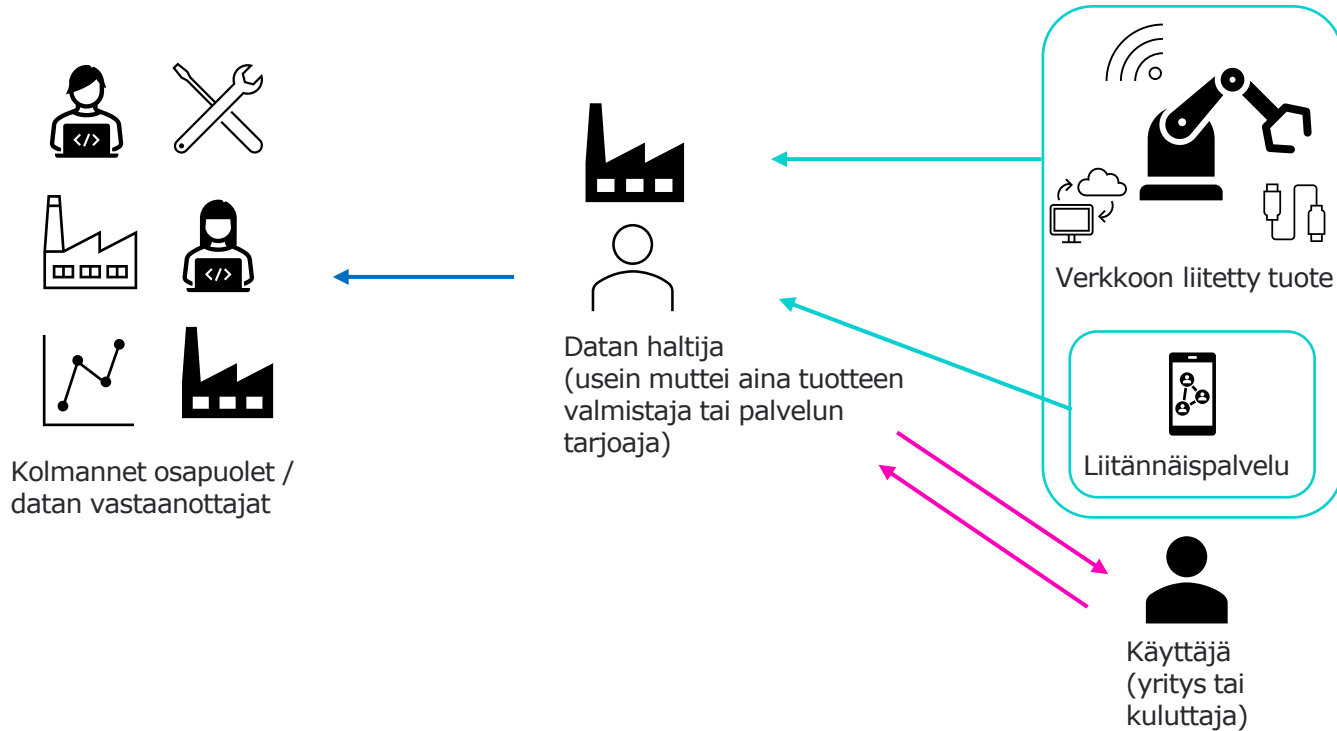 Verkkoon liitetty tuote
Datan haltija
(usein muttei aina tuotteen
valmistaja tai palvelun
tarjoaja)
Kolmannet osapuolet /
datan vastaanottajat
Liitännäispalvelu
Käyttäjä
(yritys tai
kuluttaja)